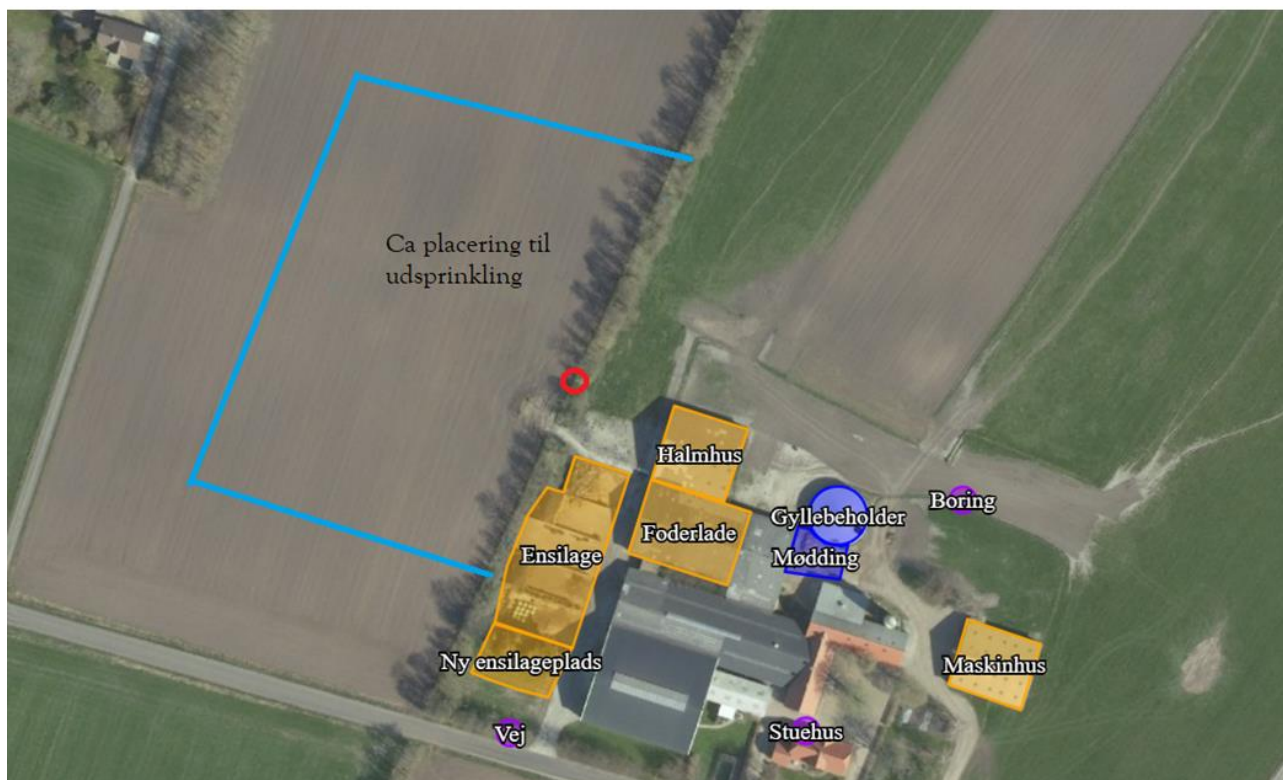 Ca placering til
udsprinkling
Halmhus
Boring
Gyllebeholder
Foderlade
Ensilage
Mødding
Ny ensilageplads
Maskinhus
Vej
Stuehus